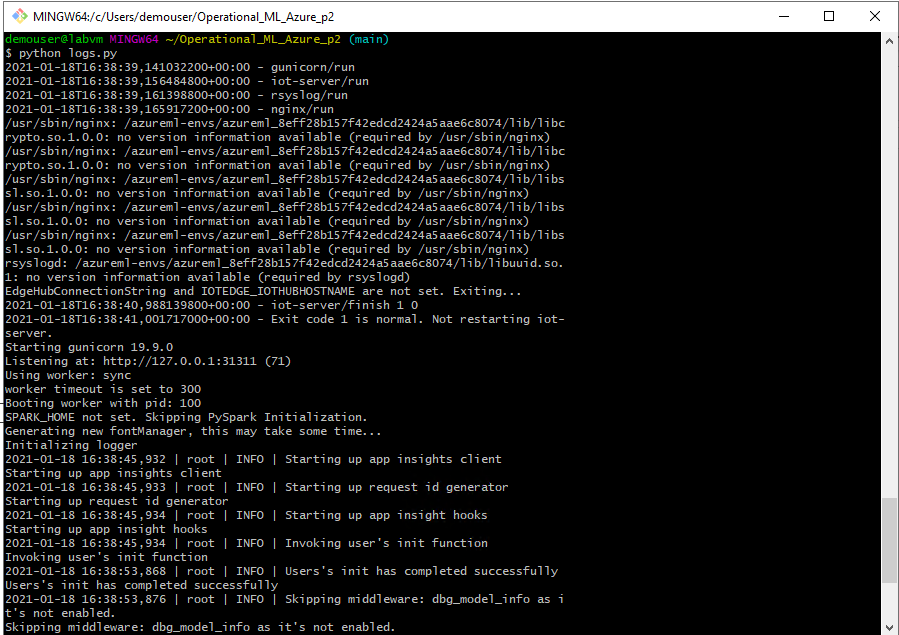 MINGW64:/c/Users/demouser/Operational_ML_Azure_p2
demouser@labvm MINGW64 ~/Operational_ML_Azure_p2 (main)
$ python logs.py
2021-01-18T16:38:39,141032200+00:00 - gunicorn/run
2021-01-18T16:38:39,156484800+00:00 - iot-server/run
2021-01-18T16:38:39,161398800+00:00 - rsyslog/run
2021-01-18T16:38:39,165917200+00:00 - nginx/run
/usr/sbin/nginx: /azureml-envs/azureml_8eff28b157f42edcd2424a5aae6c8074/lib/libc
rypto.so.1.0.0: no version information available (required by /usr/sbin/nginx)
/usr/sbin/nginx: /azureml-envs/azureml_8eff28b157f42edcd2424a5aae6c8074/lib/libc
rypto.so.1.0.0: no version information available (required by /usr/sbin/nginx)
/usr/sbin/nginx: /azureml-envs/azureml_8eff28b157f42edcd2424a5aae6c8074/lib/libs
sl.so.1.0.0: no version information available (required by /usr/sbin/nginx)
/usr/sbin/nginx: /azureml-envs/azureml_8eff28b157f42edcd2424a5aae6c8074/lib/libs
sl.so.1.0.0: no version information available (required by /usr/sbin/nginx)
/usr/sbin/nginx: /azureml-envs/azureml_8eff28b157f42edcd2424a5aae6c8074/lib/libs
sl.so.1.0.0: no version information available (required by /usr/sbin/nginx)
rsyslogd: /azureml-envs/azureml_8eff28b157f42edcd2424a5aae6c8074/lib/libuuid.so.
1: no version information available (required by rsyslogd)
EdgeHubConnectionString and IOTEDGE_IOTHUBHOSTNAME are not set. Exiting...
2021-01-18T16:38:40,988139800+00:00 - iot-server/finish 1 0
2021-01-18T16:38:41,001717000+00:00 - Exit code 1 is normal. Not restarting iot-
server.
Starting gunicorn 19.9.0
Listening at: http://127.0.0.1:31311 (71)
Using worker: sync
worker timeout is set to 300
Booting worker with pid: 100
SPARK_HOME not set. Skipping PySpark Initialization.
Generating new fontManager, this may take some time...
Initializing logger
2021-01-18 16:38:45,932 | root | INFO | Starting up app insights client
Starting up app insights client
2021-01-18 16:38:45,933 | root | INFO | Starting up request id generator
Starting up request id generator
2021-01-18 16:38:45,934 | root | INFO | Starting up app insight hooks
Starting up app insight hooks
2021-01-18 16:38:45,934 | root | INFO | Invoking user's init function
Invoking user's init function
2021-01-18 16:38:53,868 | root | INFO | Users's init has completed successfully
Users's init has completed successfully
2021-01-18 16:38:53,876 | root | INFO | Skipping middleware: dbg_model_info as i
t's not enabled.
Skipping middleware: dbg_model_info as it's not enabled.